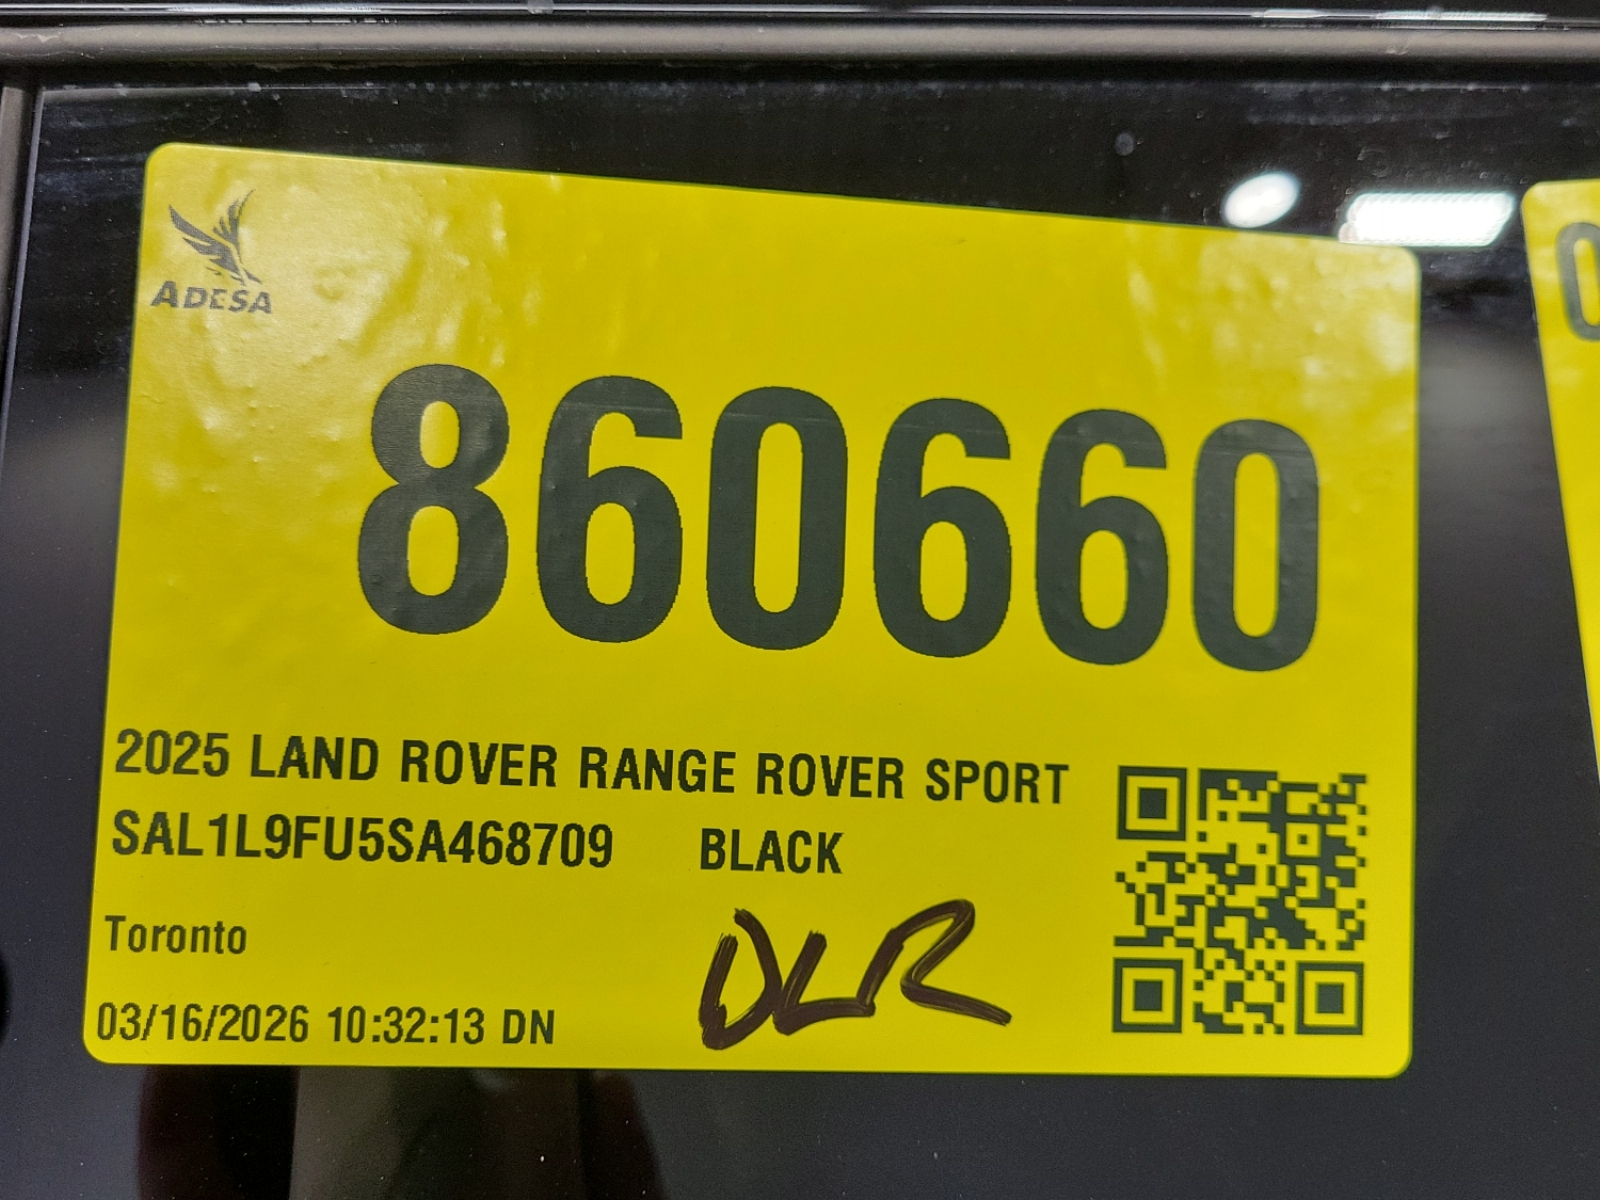 ADESA
860660
2025 LAND ROVER RANGE ROVER SPORT
SAL1L9FU5SA468709 BLACK
Toronto
DLR
03/16/2026 10:32:13 DN
0